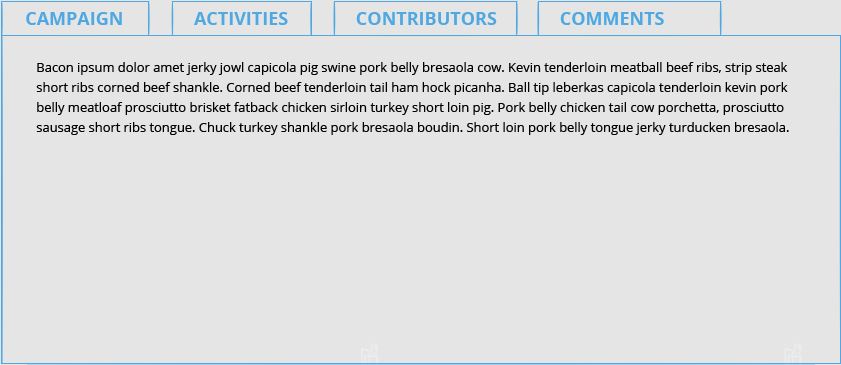 CAMPAIGN ACTIVITIES CONTRIBUTORS COMMENTS
Bacon ipsum dolor amet jerky jowl capicola pig swine pork belly bresaola cow. Kevin tenderloin meatball beef ribs, strip steak
short ribs corned beef shankle. Corned beef tenderloin tail ham hock picanha. Ball tip leberkas capicola tenderloin kevin pork
belly meatloaf prosciutto brisket fatback chicken sirloin turkey short loin pig. Pork belly chicken tail cow porchetta, prosciutto
sausage short ribs tongue. Chuck turkey shankle pork bresaola boudin. Short loin pork belly tongue jerky turducken bresaola.